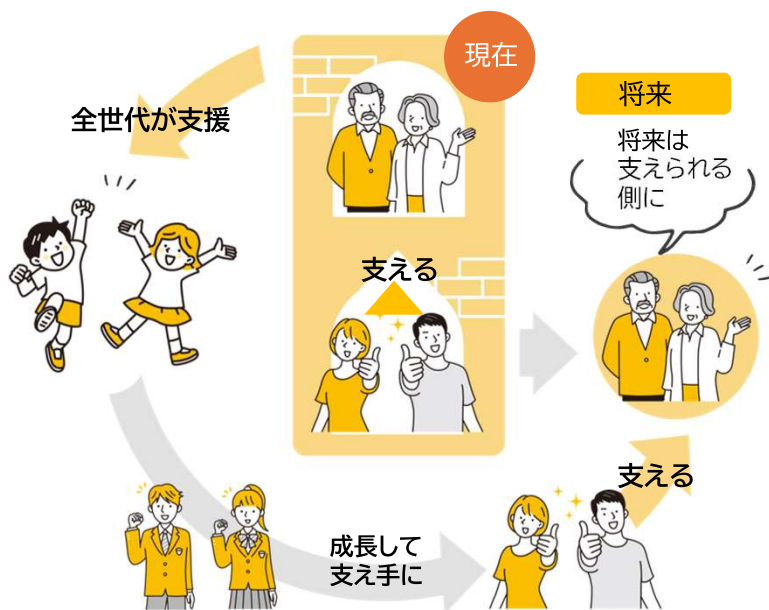 現在
全世代が支援
将来
将来は
支えられる
側に
支える
支える
成長して
支え手に